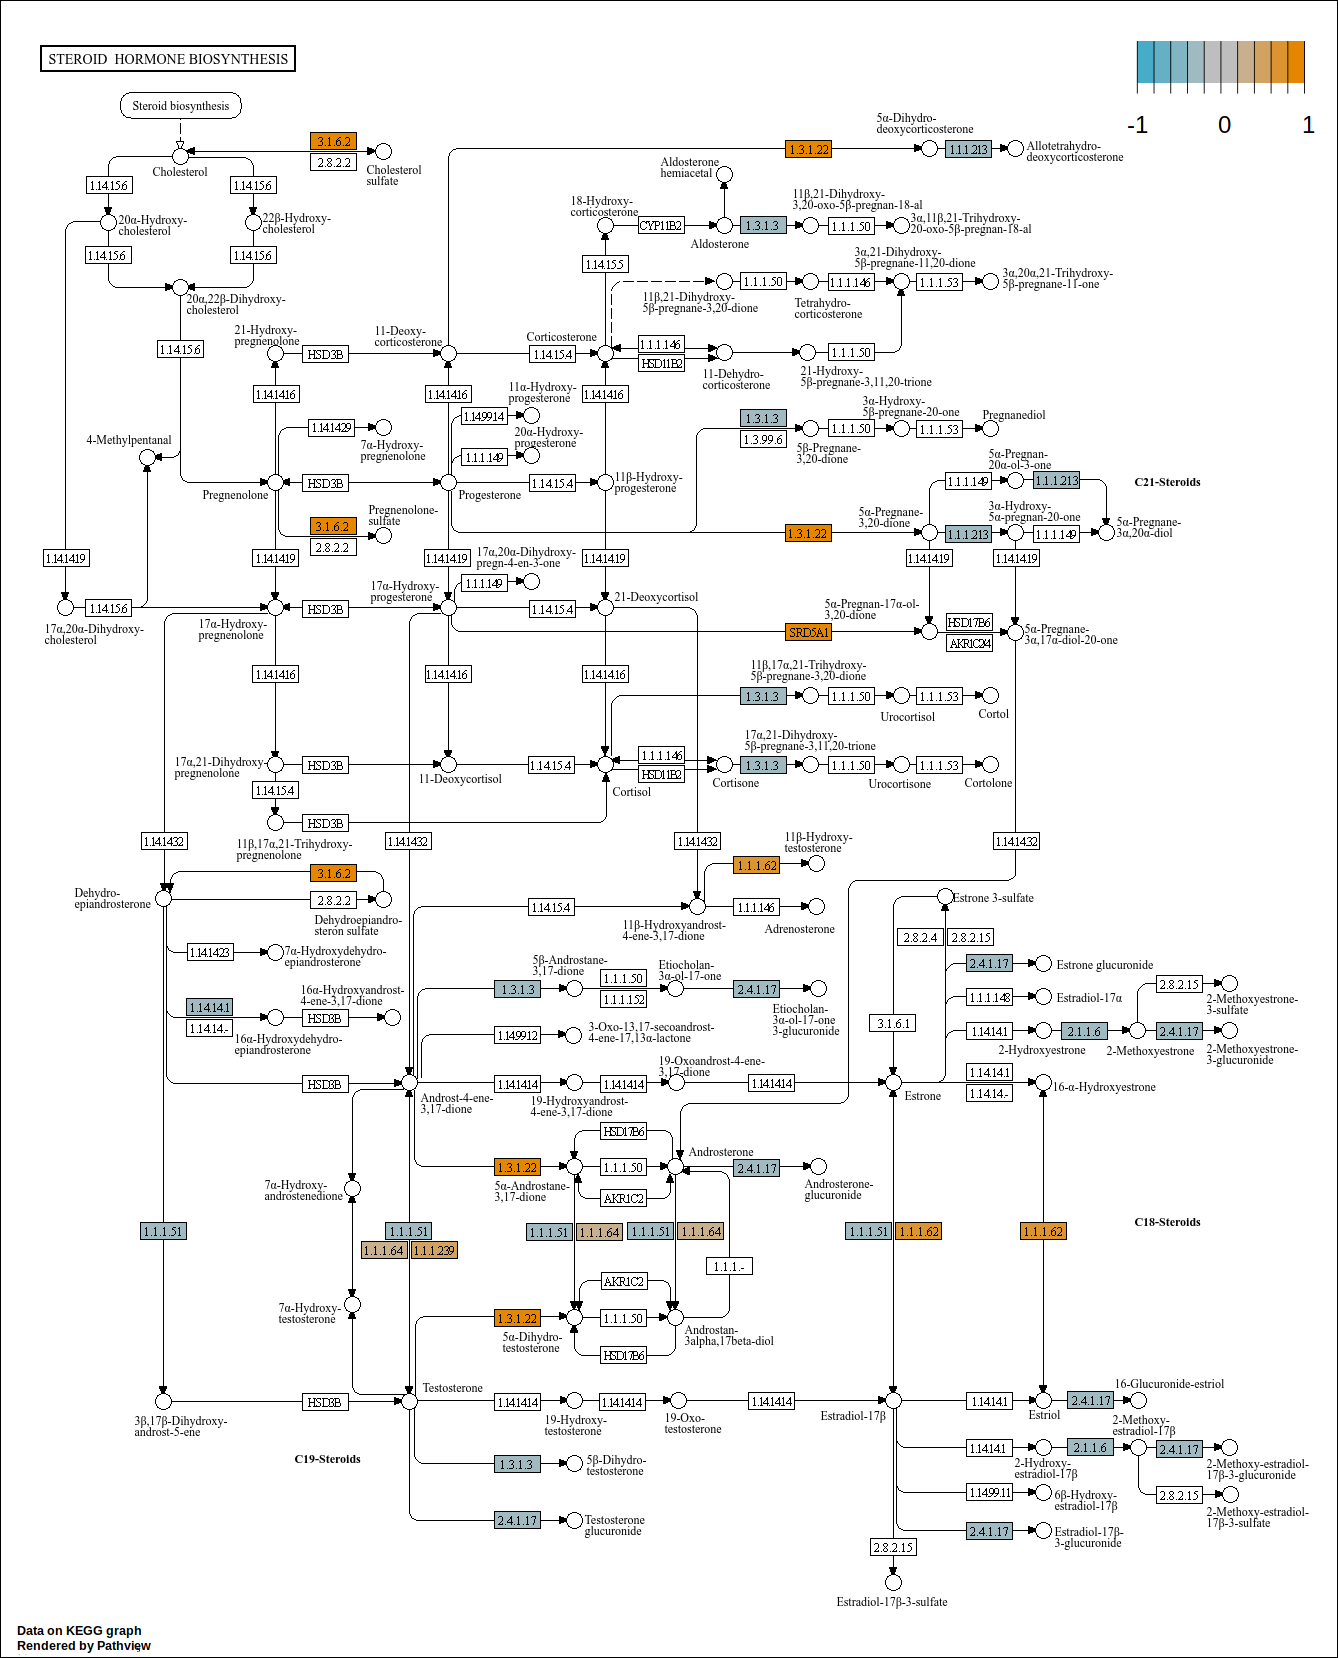 STEROID HORMONE BIOSYNTHESIS
-1
0
1
Steroid biosynthesis
Cholesterol
3.1.6.2
2.8.2.2
Cholesterol
sulfate
1.14.15.6
1.14.15.6
20α-Hydroxy-
cholesterol
22β-Hydroxy-
cholesterol
1.14.15.6
1.14.15.6
20α,22β-Dihydroxy-
cholesterol
1.14.15.6
5α-Dihydro-
deoxycorticosterone
1.3.1.22
1.1.1.213
Allotetrahydro-
deoxycorticosterone
Aldosterone
hemiacetal
18-Hydroxy-
corticosterone
CYP11B2
Aldosterone
1.3.1.3
11β,21-Dihydroxy-
3,20-oxo-5β-pregnan-18-al
1.1.1.50
3α,11β,21-Trihydroxy-
20-oxo-5β-pregnan-18-al
1.14.15.5
11β,21-Dihydroxy-
5β-pregnane-3,20-dione
1.1.1.50
Tetrahydro-
corticosterone
1.1.1.146
3α,21-Dihydroxy-
5β-pregnane-11,20-dione
1.1.1.53
3α,20α,21-Trihydroxy-
5β-pregnane-11-one
21-Hydroxy-
pregnenolone
HSD3B
11-Deoxy-
corticosterone
1.14.15.4
Corticosterone
1.1.1.146
HSD11B2
11-Dehydro-
corticosterone
21-Hydroxy-
5β-pregnane-3,11,20-trione
1.1.1.50
1.14.14.16
1.14.14.16
1.14.14.16
11α-Hydroxy-
progesterone
1.14.99.14
1.14.14.29
7α-Hydroxy-
pregnenolone
20α-Hydroxy-
progesterone
1.1.1.149
1.3.1.3
1.3.99.6
5β-Pregnane-
3,20-dione
1.1.1.50
3α-Hydroxy-
5β-pregnane-20-one
1.1.1.53
Pregnanediol
4-Methylpentanal
Pregnenolone
HSD3B
Progesterone
1.14.15.4
11β-Hydroxy-
progesterone
5α-Pregnan-
20α-ol-3-one
1.1.1.149
1.1.1.213
C21-Steroids
3.1.6.2
2.8.2.2
Pregnenolone-
sulfate
1.3.1.22
5α-Pregnane-
3,20-dione
1.1.1.213
3α-Hydroxy-
5α-pregnan-20-one
1.1.1.149
5α-Pregnane-
3α,20α-diol
1.14.14.19
1.14.14.19
1.14.14.19
1.14.14.19
1.14.14.19
1.14.14.19
17α,20α-Dihydroxy-
pregn-4-en-3-one
1.1.1.149
17α,20α-Dihydroxy-
cholesterol
1.14.15.6
17α-Hydroxy-
pregnenolone
HSD3B
17α-Hydroxy-
progesterone
1.14.15.4
21-Deoxycortisol
SRD5A1
5α-Pregnan-17α-ol-
3,20-dione
HSD17B6
AKR1C24
5α-Pregnane-
3α,17α-diol-20-one
1.14.14.16
1.14.14.16
1.14.14.16
11β,17α,21-Trihydroxy-
5β-pregnane-3,20-dione
1.3.1.3
1.1.1.50
1.1.1.53
Urocortisol
Cortol
17α,21-Dihydroxy-
pregnenolone
HSD3B
11-Deoxycortisol
1.14.15.4
Cortisol
1.1.1.146
HSD11B2
Cortisone
17α,21-Dihydroxy-
5β-pregnane-3,11,20-trione
1.3.1.3
1.1.1.50
Urocortisone
1.1.1.53
Cortolone
1.14.15.4
HSD3B
11β,17α,21-Trihydroxy-
pregnenolone
1.14.14.32
1.14.14.32
1.14.14.32
1.14.14.32
3.1.6.2
2.8.2.2
Dehydro-
epiandrosterone
Dehydroepiandro-
steron sulfate
1.1.1.62
11β-Hydroxy-
testosterone
1.14.15.4
11β-Hydroxyandrost-
4-ene-3,17-dione
1.1.1.146
Adrenosterone
Estrone 3-sulfate
2.8.2.4
2.8.2.15
1.14.14.23
7α-Hydroxydehydro-
epiandrosterone
1.14.14.1
1.14.14.-
16α-Hydroxydehydro-
epiandrosterone
HSD3B
16α-Hydroxyandrost-
4-ene-3,17-dione
1.3.1.3
5β-Androstane-
3,17-dione
1.1.1.50
1.1.1.152
Etiocholan-
3α-ol-17-one
2.4.1.17
Etiocholan-
3α-ol-17-one
3-glucuronide
1.14.99.12
3-Oxo-13,17-secoandrost-
4-ene-17,13α-lactone
2.4.1.17
Estrone glucuronide
1.1.1.148
Estradiol-17α
3.1.6.1
1.14.14.1
2-Hydroxyestrone
2.1.1.6
2-Methoxyestrone
2.8.2.15
2-Methoxyestrone-
3-sulfate
2.4.1.17
2-Methoxyestrone-
3-glucuronide
HSD3B
Androst-4-ene-
3,17-dione
1.14.14.14
19-Hydroxyandrost-
4-ene-3,17-dione
1.14.14.14
19-Oxoandrost-4-ene-
3,17-dione
1.14.14.14
Estrone
1.14.14.1
1.14.14.-
16-α-Hydroxyestrone
HSD17B6
1.3.1.22
5α-Androstane-
3,17-dione
1.1.1.50
AKR1C2
Androsterone
2.4.1.17
Androsterone-
glucuronide
7α-Hydroxy-
androstenedione
1.1.1.51
1.1.1.51
1.1.1.64
1.1.1.239
1.1.1.51
1.1.1.64
1.1.1.51
1.1.1.64
1.1.1.51
1.1.1.62
1.1.1.62
C18-Steroids
1.1.1.-
7α-Hydroxy-
testosterone
AKR1C2
1.3.1.22
5α-Dihydro-
testosterone
1.1.1.50
HSD17B6
Androstan-
3alpha,17beta-diol
3β,17β-Dihydroxy-
androst-5-ene
HSD3B
Testosterone
1.14.14.14
19-Hydroxy-
testosterone
1.14.14.14
19-Oxo-
testosterone
1.14.14.14
Estradiol-17β
1.14.14.1
Estriol
2.4.1.17
16-Glucuronide-estriol
C19-Steroids
1.3.1.3
5β-Dihydro-
testosterone
2.4.1.17
Testosterone
glucuronide
1.14.14.1
2-Hydroxy-
estradiol-17β
2.1.1.6
2-Methoxy-
estradiol-17β
2.4.1.17
2-Methoxy-estradiol-
17β-3-glucuronide
1.14.99.11
6β-Hydroxy-
estradiol-17β
2.8.2.15
2-Methoxy-estradiol-
17β-3-sulfate
2.4.1.17
Estradiol-17β-
3-glucuronide
2.8.2.15
Estradiol-17β-3-sulfate
Data on KEGG graph
Rendered by Pathview